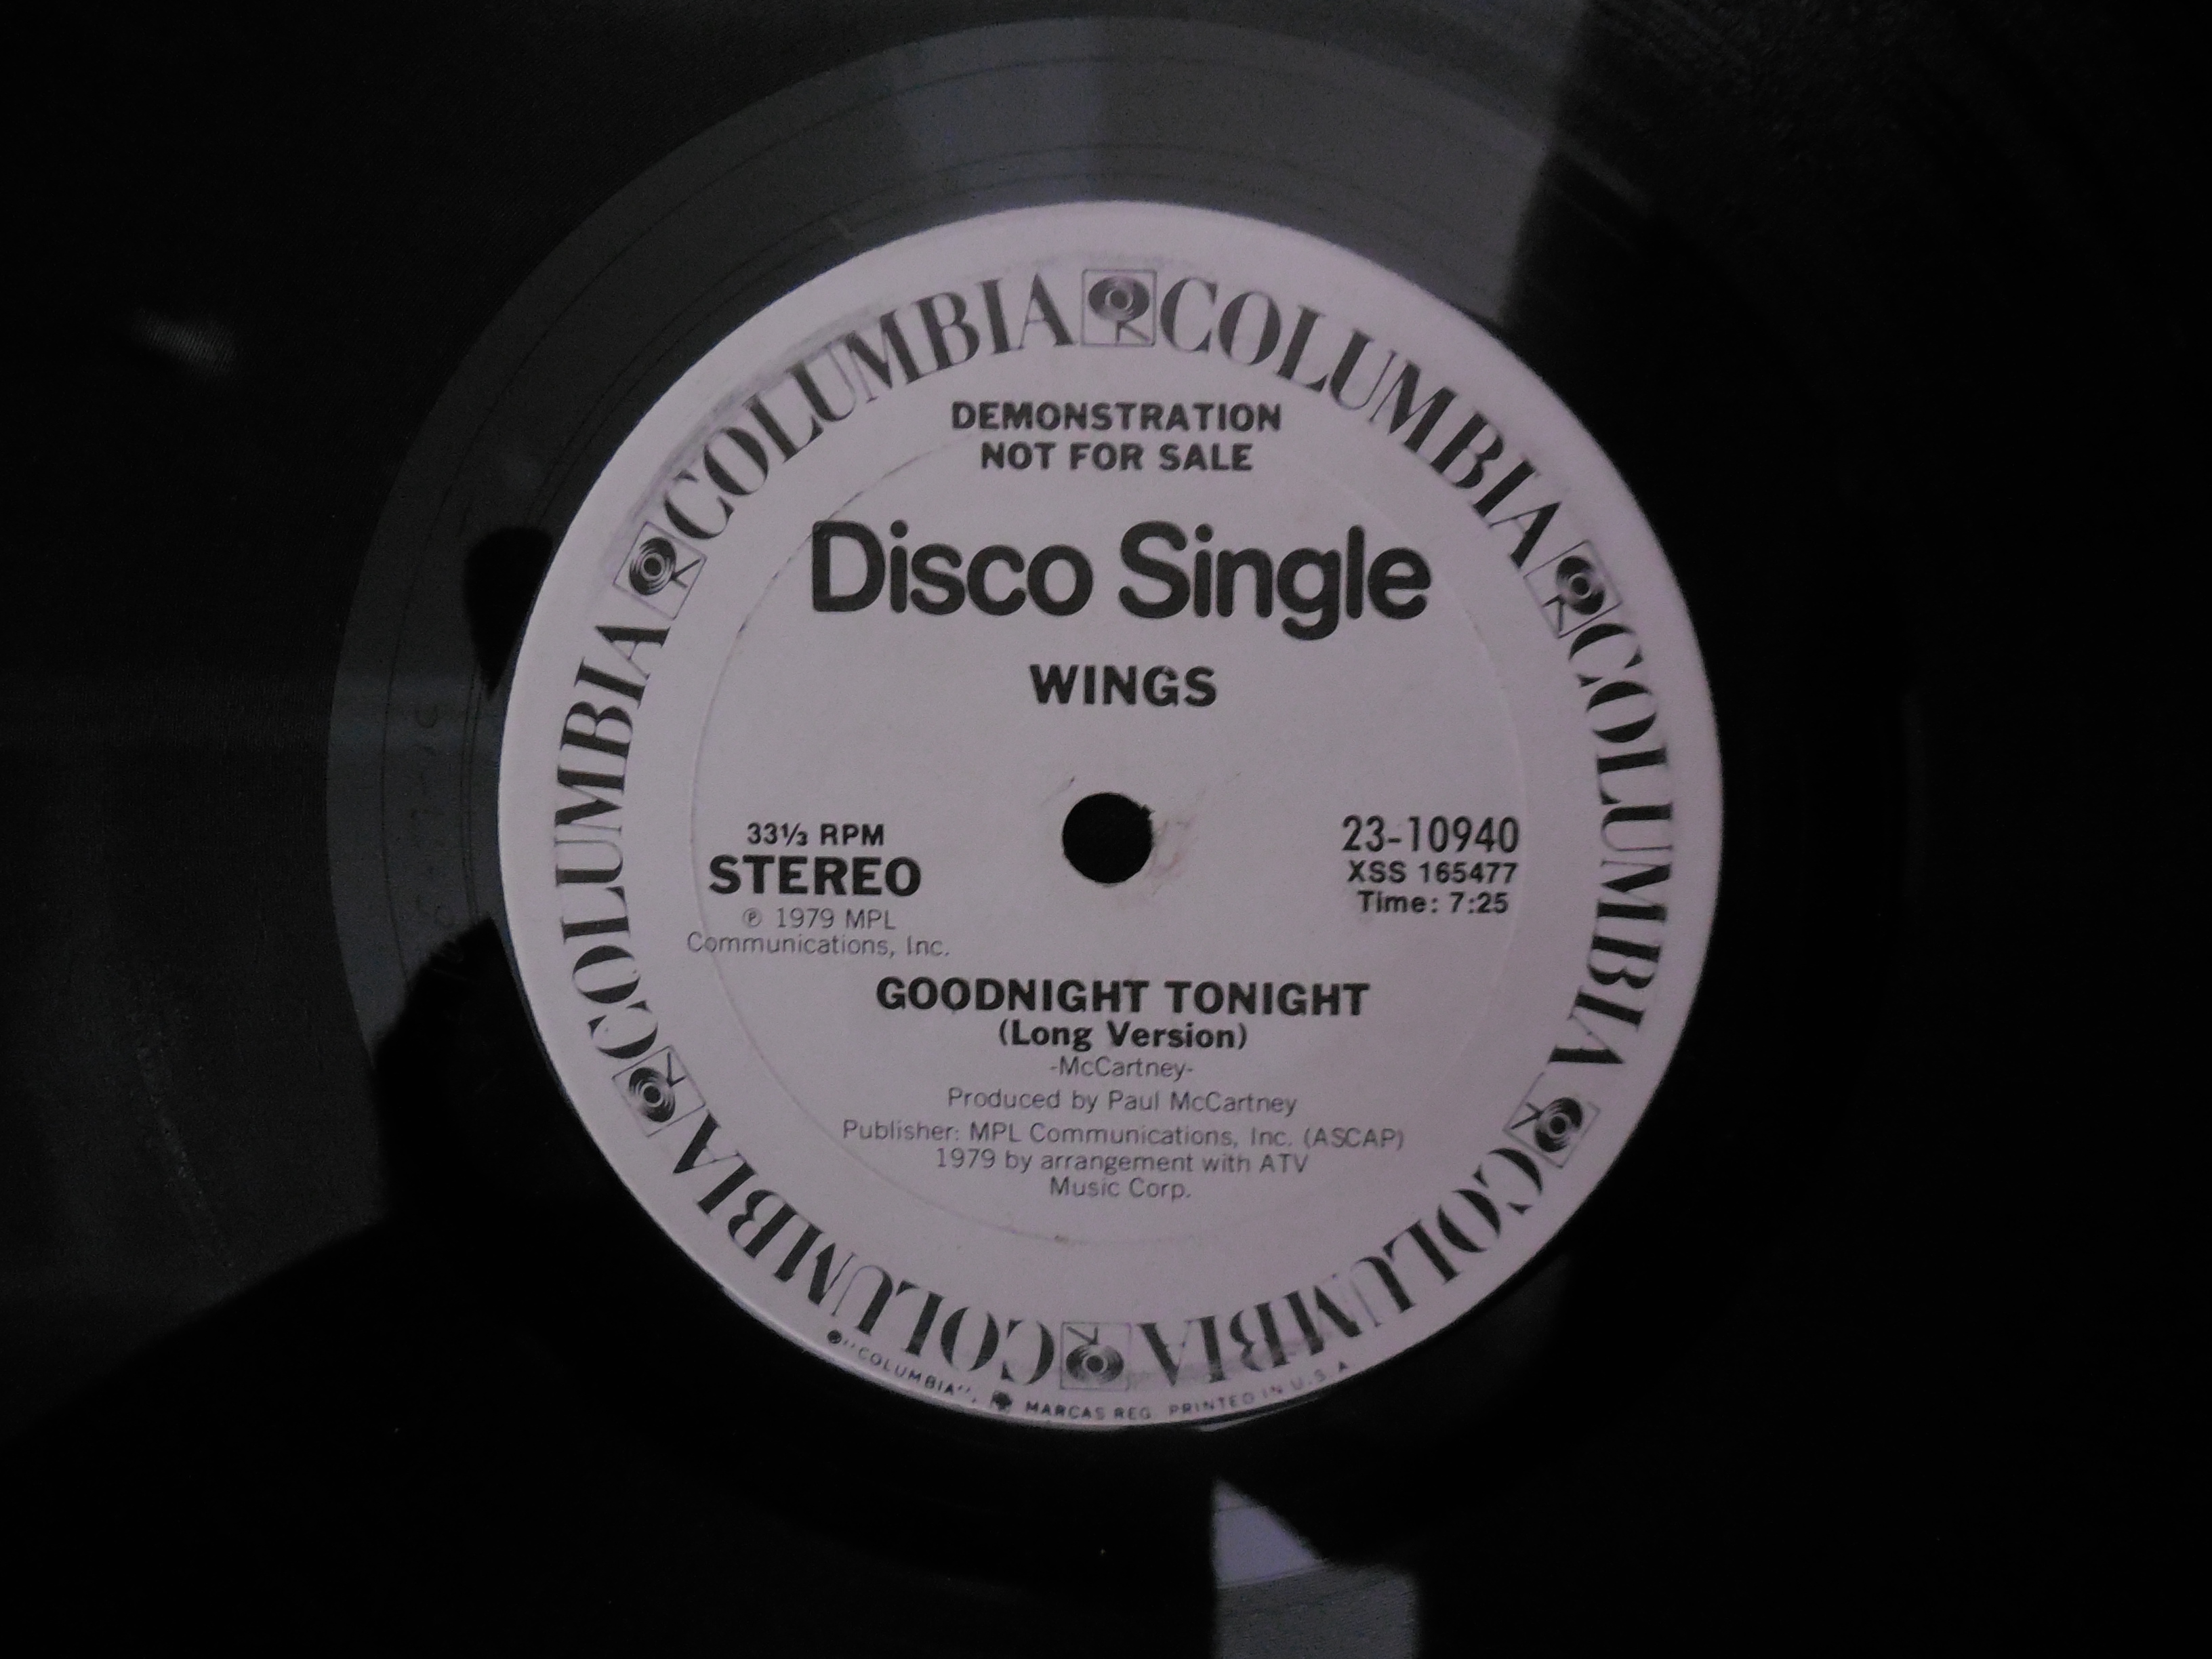 COLUMBIA COLUMBIA COLUMBIA COLUMBIA COLUMBIA COLUMBIA
DEMONSTRATION
NOT FOR SALE
Disco Single
WINGS
33⅓ RPM
STEREO
℗ 1979 MPL
Communications, Inc.
23-10940
XSS 165477
Time: 7:25
GOODNIGHT TONIGHT
(Long Version)
-McCartney-
Produced by Paul McCartney
Publisher: MPL Communications, Inc. (ASCAP)
1979 by arrangement with ATV
Music Corp.
"COLUMBIA", MARCAS REG. PRINTED IN U.S.A.